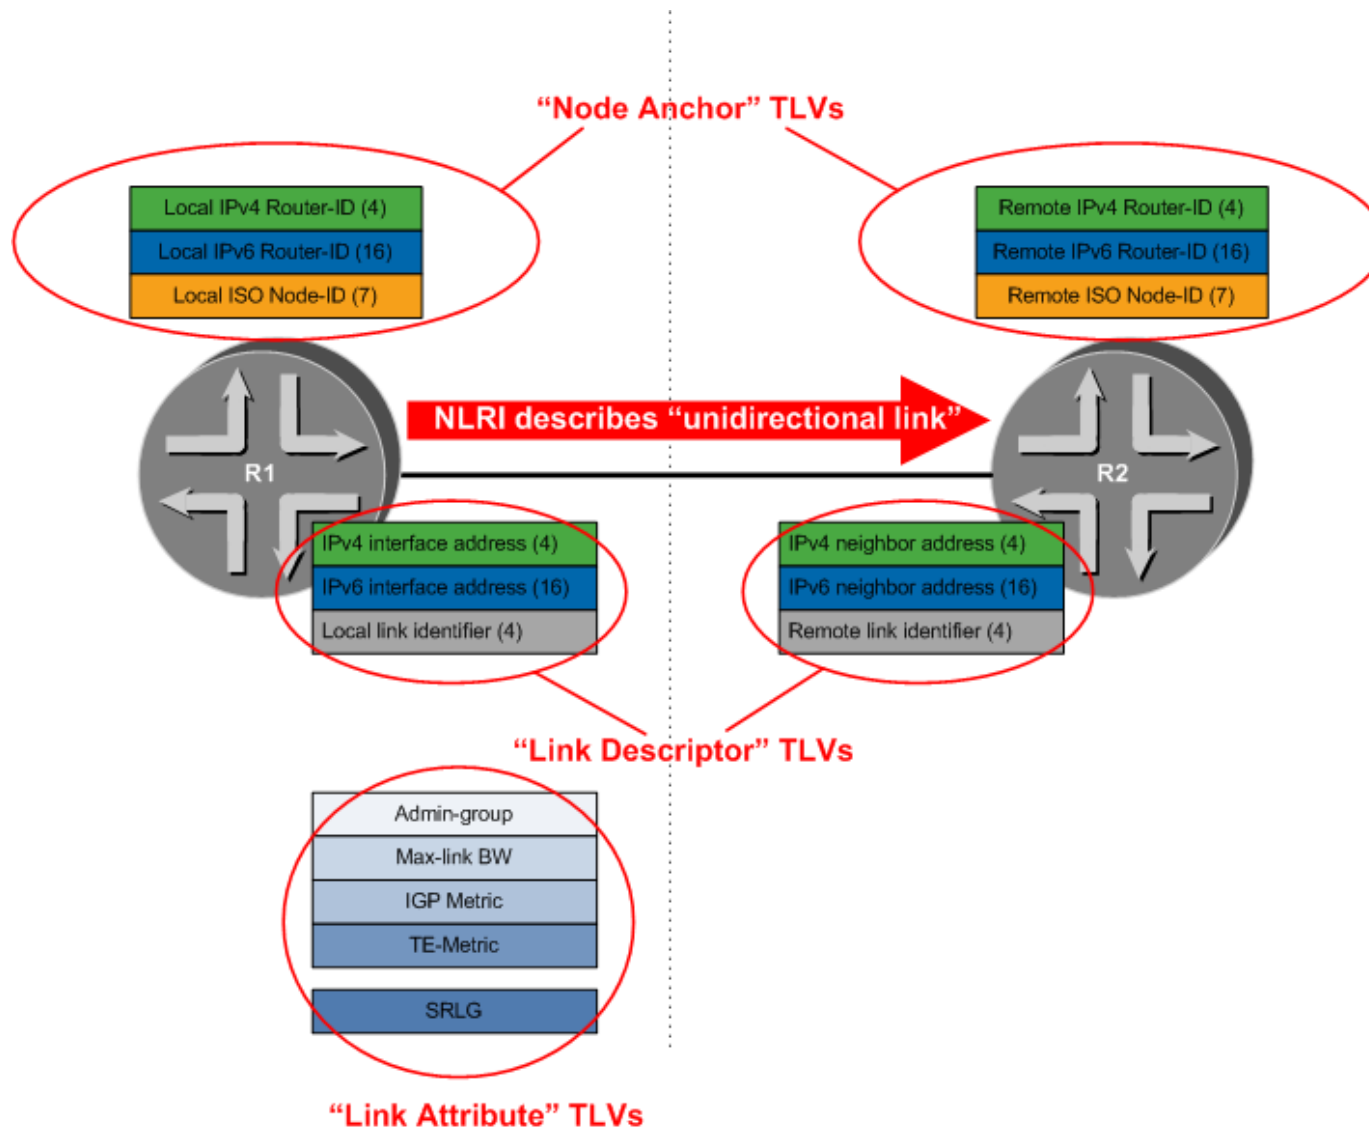 “Node Anchor” TLVs
Local IPv4 Router-ID (4)
Local IPv6 Router-ID (16)
Local ISO Node-ID (7)
Remote IPv4 Router-ID (4)
Remote IPv6 Router-ID (16)
Remote ISO Node-ID (7)
NLRI describes “unidirectional link”
R1
R2
IPv4 interface address (4)
IPv6 interface address (16)
Local link identifier (4)
IPv4 neighbor address (4)
IPv6 neighbor address (16)
Remote link identifier (4)
“Link Descriptor” TLVs
Admin-group
Max-link BW
IGP Metric
TE-Metric
SRLG
“Link Attribute” TLVs